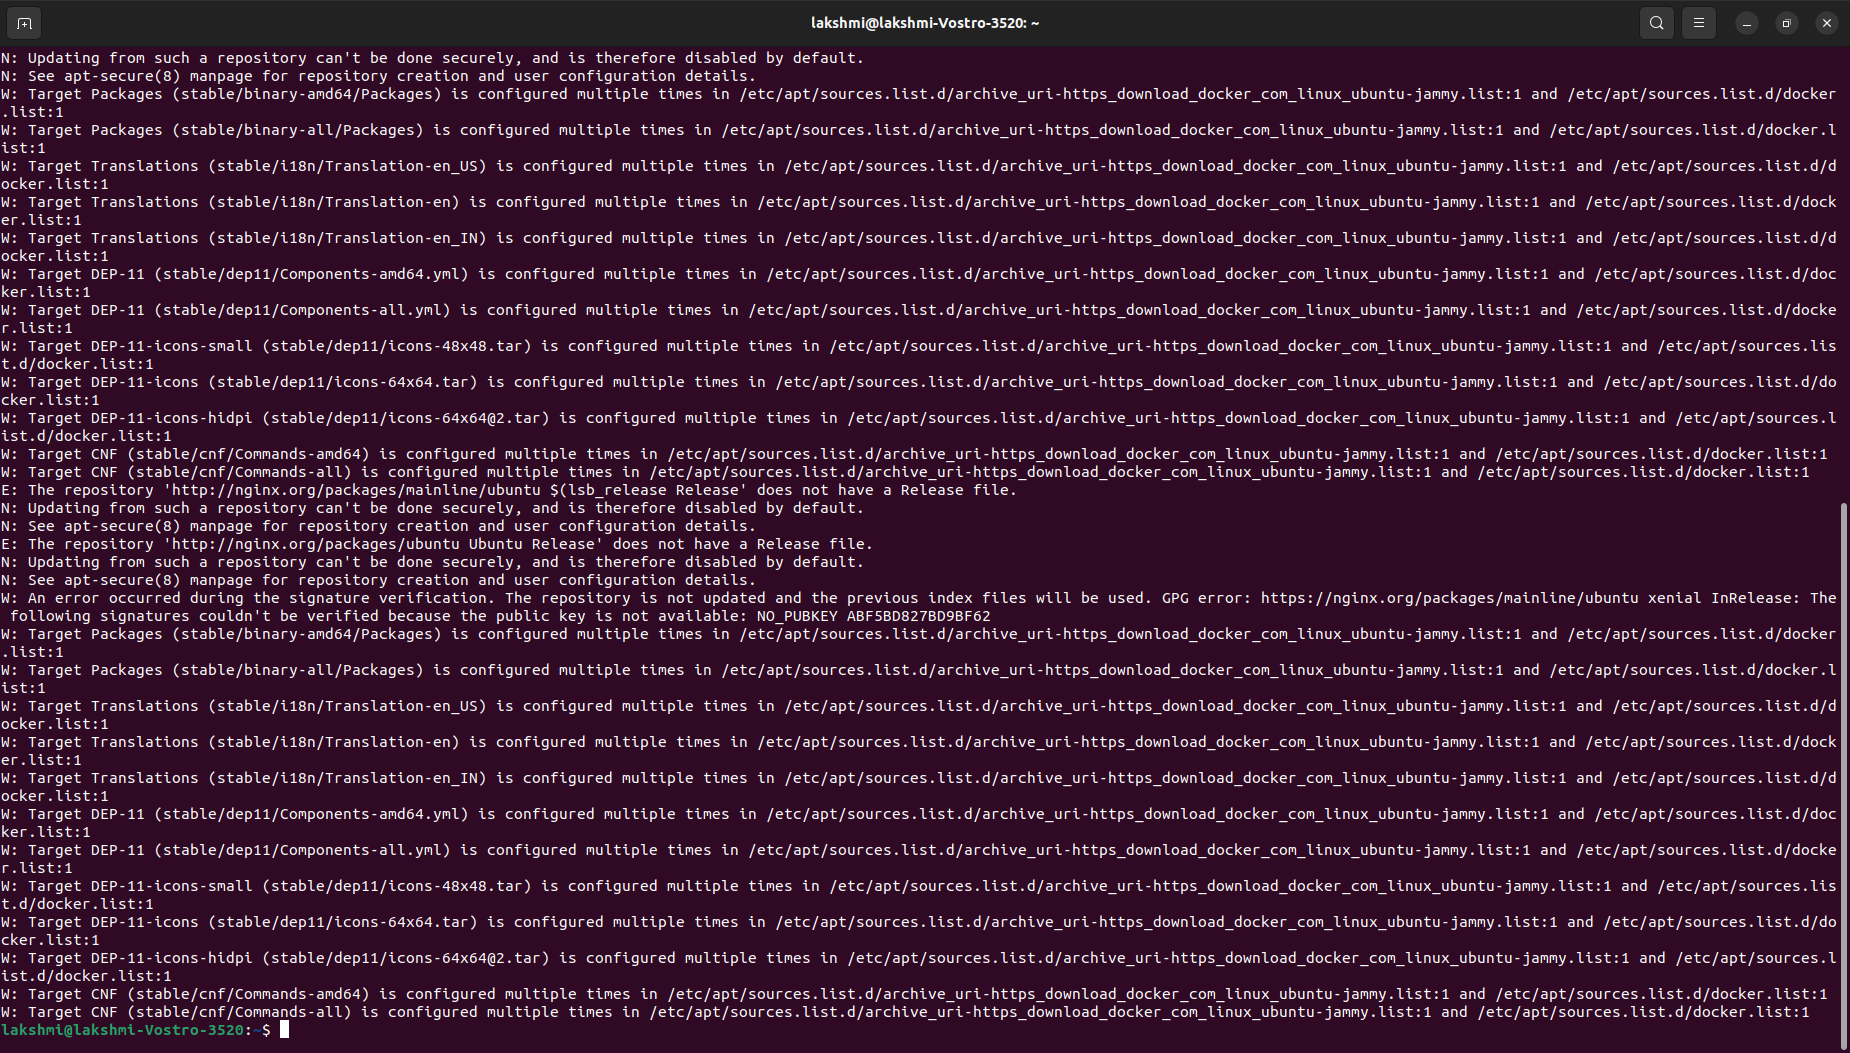 lakshmi@lakshmi-Vostro-3520: ~
N: Updating from such a repository can't be done securely, and is therefore disabled by default.
N: See apt-secure(8) manpage for repository creation and user configuration details.
W: Target Packages (stable/binary-amd64/Packages) is configured multiple times in /etc/apt/sources.list.d/archive_uri-https_download_docker_com_linux_ubuntu-jammy.list:1 and /etc/apt/sources.list.d/docker
.list:1
W: Target Packages (stable/binary-all/Packages) is configured multiple times in /etc/apt/sources.list.d/archive_uri-https_download_docker_com_linux_ubuntu-jammy.list:1 and /etc/apt/sources.list.d/docker.l
ist:1
W: Target Translations (stable/i18n/Translation-en_US) is configured multiple times in /etc/apt/sources.list.d/archive_uri-https_download_docker_com_linux_ubuntu-jammy.list:1 and /etc/apt/sources.list.d/d
ocker.list:1
W: Target Translations (stable/i18n/Translation-en) is configured multiple times in /etc/apt/sources.list.d/archive_uri-https_download_docker_com_linux_ubuntu-jammy.list:1 and /etc/apt/sources.list.d/dock
er.list:1
W: Target Translations (stable/i18n/Translation-en_IN) is configured multiple times in /etc/apt/sources.list.d/archive_uri-https_download_docker_com_linux_ubuntu-jammy.list:1 and /etc/apt/sources.list.d/d
ocker.list:1
W: Target DEP-11 (stable/dep11/Components-amd64.yml) is configured multiple times in /etc/apt/sources.list.d/archive_uri-https_download_docker_com_linux_ubuntu-jammy.list:1 and /etc/apt/sources.list.d/doc
ker.list:1
W: Target DEP-11 (stable/dep11/Components-all.yml) is configured multiple times in /etc/apt/sources.list.d/archive_uri-https_download_docker_com_linux_ubuntu-jammy.list:1 and /etc/apt/sources.list.d/docke
r.list:1
W: Target DEP-11-icons-small (stable/dep11/icons-48x48.tar) is configured multiple times in /etc/apt/sources.list.d/archive_uri-https_download_docker_com_linux_ubuntu-jammy.list:1 and /etc/apt/sources.lis
t.d/docker.list:1
W: Target DEP-11-icons (stable/dep11/icons-64x64.tar) is configured multiple times in /etc/apt/sources.list.d/archive_uri-https_download_docker_com_linux_ubuntu-jammy.list:1 and /etc/apt/sources.list.d/do
cker.list:1
W: Target DEP-11-icons-hidpi (stable/dep11/icons-64x64@2.tar) is configured multiple times in /etc/apt/sources.list.d/archive_uri-https_download_docker_com_linux_ubuntu-jammy.list:1 and /etc/apt/sources.l
ist.d/docker.list:1
W: Target CNF (stable/cnf/Commands-amd64) is configured multiple times in /etc/apt/sources.list.d/archive_uri-https_download_docker_com_linux_ubuntu-jammy.list:1 and /etc/apt/sources.list.d/docker.list:1
W: Target CNF (stable/cnf/Commands-all) is configured multiple times in /etc/apt/sources.list.d/archive_uri-https_download_docker_com_linux_ubuntu-jammy.list:1 and /etc/apt/sources.list.d/docker.list:1
E: The repository 'http://nginx.org/packages/mainline/ubuntu $(lsb_release Release' does not have a Release file.
N: Updating from such a repository can't be done securely, and is therefore disabled by default.
N: See apt-secure(8) manpage for repository creation and user configuration details.
E: The repository 'http://nginx.org/packages/ubuntu Ubuntu Release' does not have a Release file.
N: Updating from such a repository can't be done securely, and is therefore disabled by default.
N: See apt-secure(8) manpage for repository creation and user configuration details.
W: An error occurred during the signature verification. The repository is not updated and the previous index files will be used. GPG error: https://nginx.org/packages/mainline/ubuntu xenial InRelease: The
following signatures couldn't be verified because the public key is not available: NO_PUBKEY ABF5BD827BD9BF62
W: Target Packages (stable/binary-amd64/Packages) is configured multiple times in /etc/apt/sources.list.d/archive_uri-https_download_docker_com_linux_ubuntu-jammy.list:1 and /etc/apt/sources.list.d/docker
.list:1
W: Target Packages (stable/binary-all/Packages) is configured multiple times in /etc/apt/sources.list.d/archive_uri-https_download_docker_com_linux_ubuntu-jammy.list:1 and /etc/apt/sources.list.d/docker.l
ist:1
W: Target Translations (stable/i18n/Translation-en_US) is configured multiple times in /etc/apt/sources.list.d/archive_uri-https_download_docker_com_linux_ubuntu-jammy.list:1 and /etc/apt/sources.list.d/d
ocker.list:1
W: Target Translations (stable/i18n/Translation-en) is configured multiple times in /etc/apt/sources.list.d/archive_uri-https_download_docker_com_linux_ubuntu-jammy.list:1 and /etc/apt/sources.list.d/dock
er.list:1
W: Target Translations (stable/i18n/Translation-en_IN) is configured multiple times in /etc/apt/sources.list.d/archive_uri-https_download_docker_com_linux_ubuntu-jammy.list:1 and /etc/apt/sources.list.d/d
ocker.list:1
W: Target DEP-11 (stable/dep11/Components-amd64.yml) is configured multiple times in /etc/apt/sources.list.d/archive_uri-https_download_docker_com_linux_ubuntu-jammy.list:1 and /etc/apt/sources.list.d/doc
ker.list:1
W: Target DEP-11 (stable/dep11/Components-all.yml) is configured multiple times in /etc/apt/sources.list.d/archive_uri-https_download_docker_com_linux_ubuntu-jammy.list:1 and /etc/apt/sources.list.d/docke
r.list:1
W: Target DEP-11-icons-small (stable/dep11/icons-48x48.tar) is configured multiple times in /etc/apt/sources.list.d/archive_uri-https_download_docker_com_linux_ubuntu-jammy.list:1 and /etc/apt/sources.lis
t.d/docker.list:1
W: Target DEP-11-icons (stable/dep11/icons-64x64.tar) is configured multiple times in /etc/apt/sources.list.d/archive_uri-https_download_docker_com_linux_ubuntu-jammy.list:1 and /etc/apt/sources.list.d/do
cker.list:1
W: Target DEP-11-icons-hidpi (stable/dep11/icons-64x64@2.tar) is configured multiple times in /etc/apt/sources.list.d/archive_uri-https_download_docker_com_linux_ubuntu-jammy.list:1 and /etc/apt/sources.l
ist.d/docker.list:1
W: Target CNF (stable/cnf/Commands-amd64) is configured multiple times in /etc/apt/sources.list.d/archive_uri-https_download_docker_com_linux_ubuntu-jammy.list:1 and /etc/apt/sources.list.d/docker.list:1
W: Target CNF (stable/cnf/Commands-all) is configured multiple times in /etc/apt/sources.list.d/archive_uri-https_download_docker_com_linux_ubuntu-jammy.list:1 and /etc/apt/sources.list.d/docker.list:1
lakshmi@lakshmi-Vostro-3520:~$